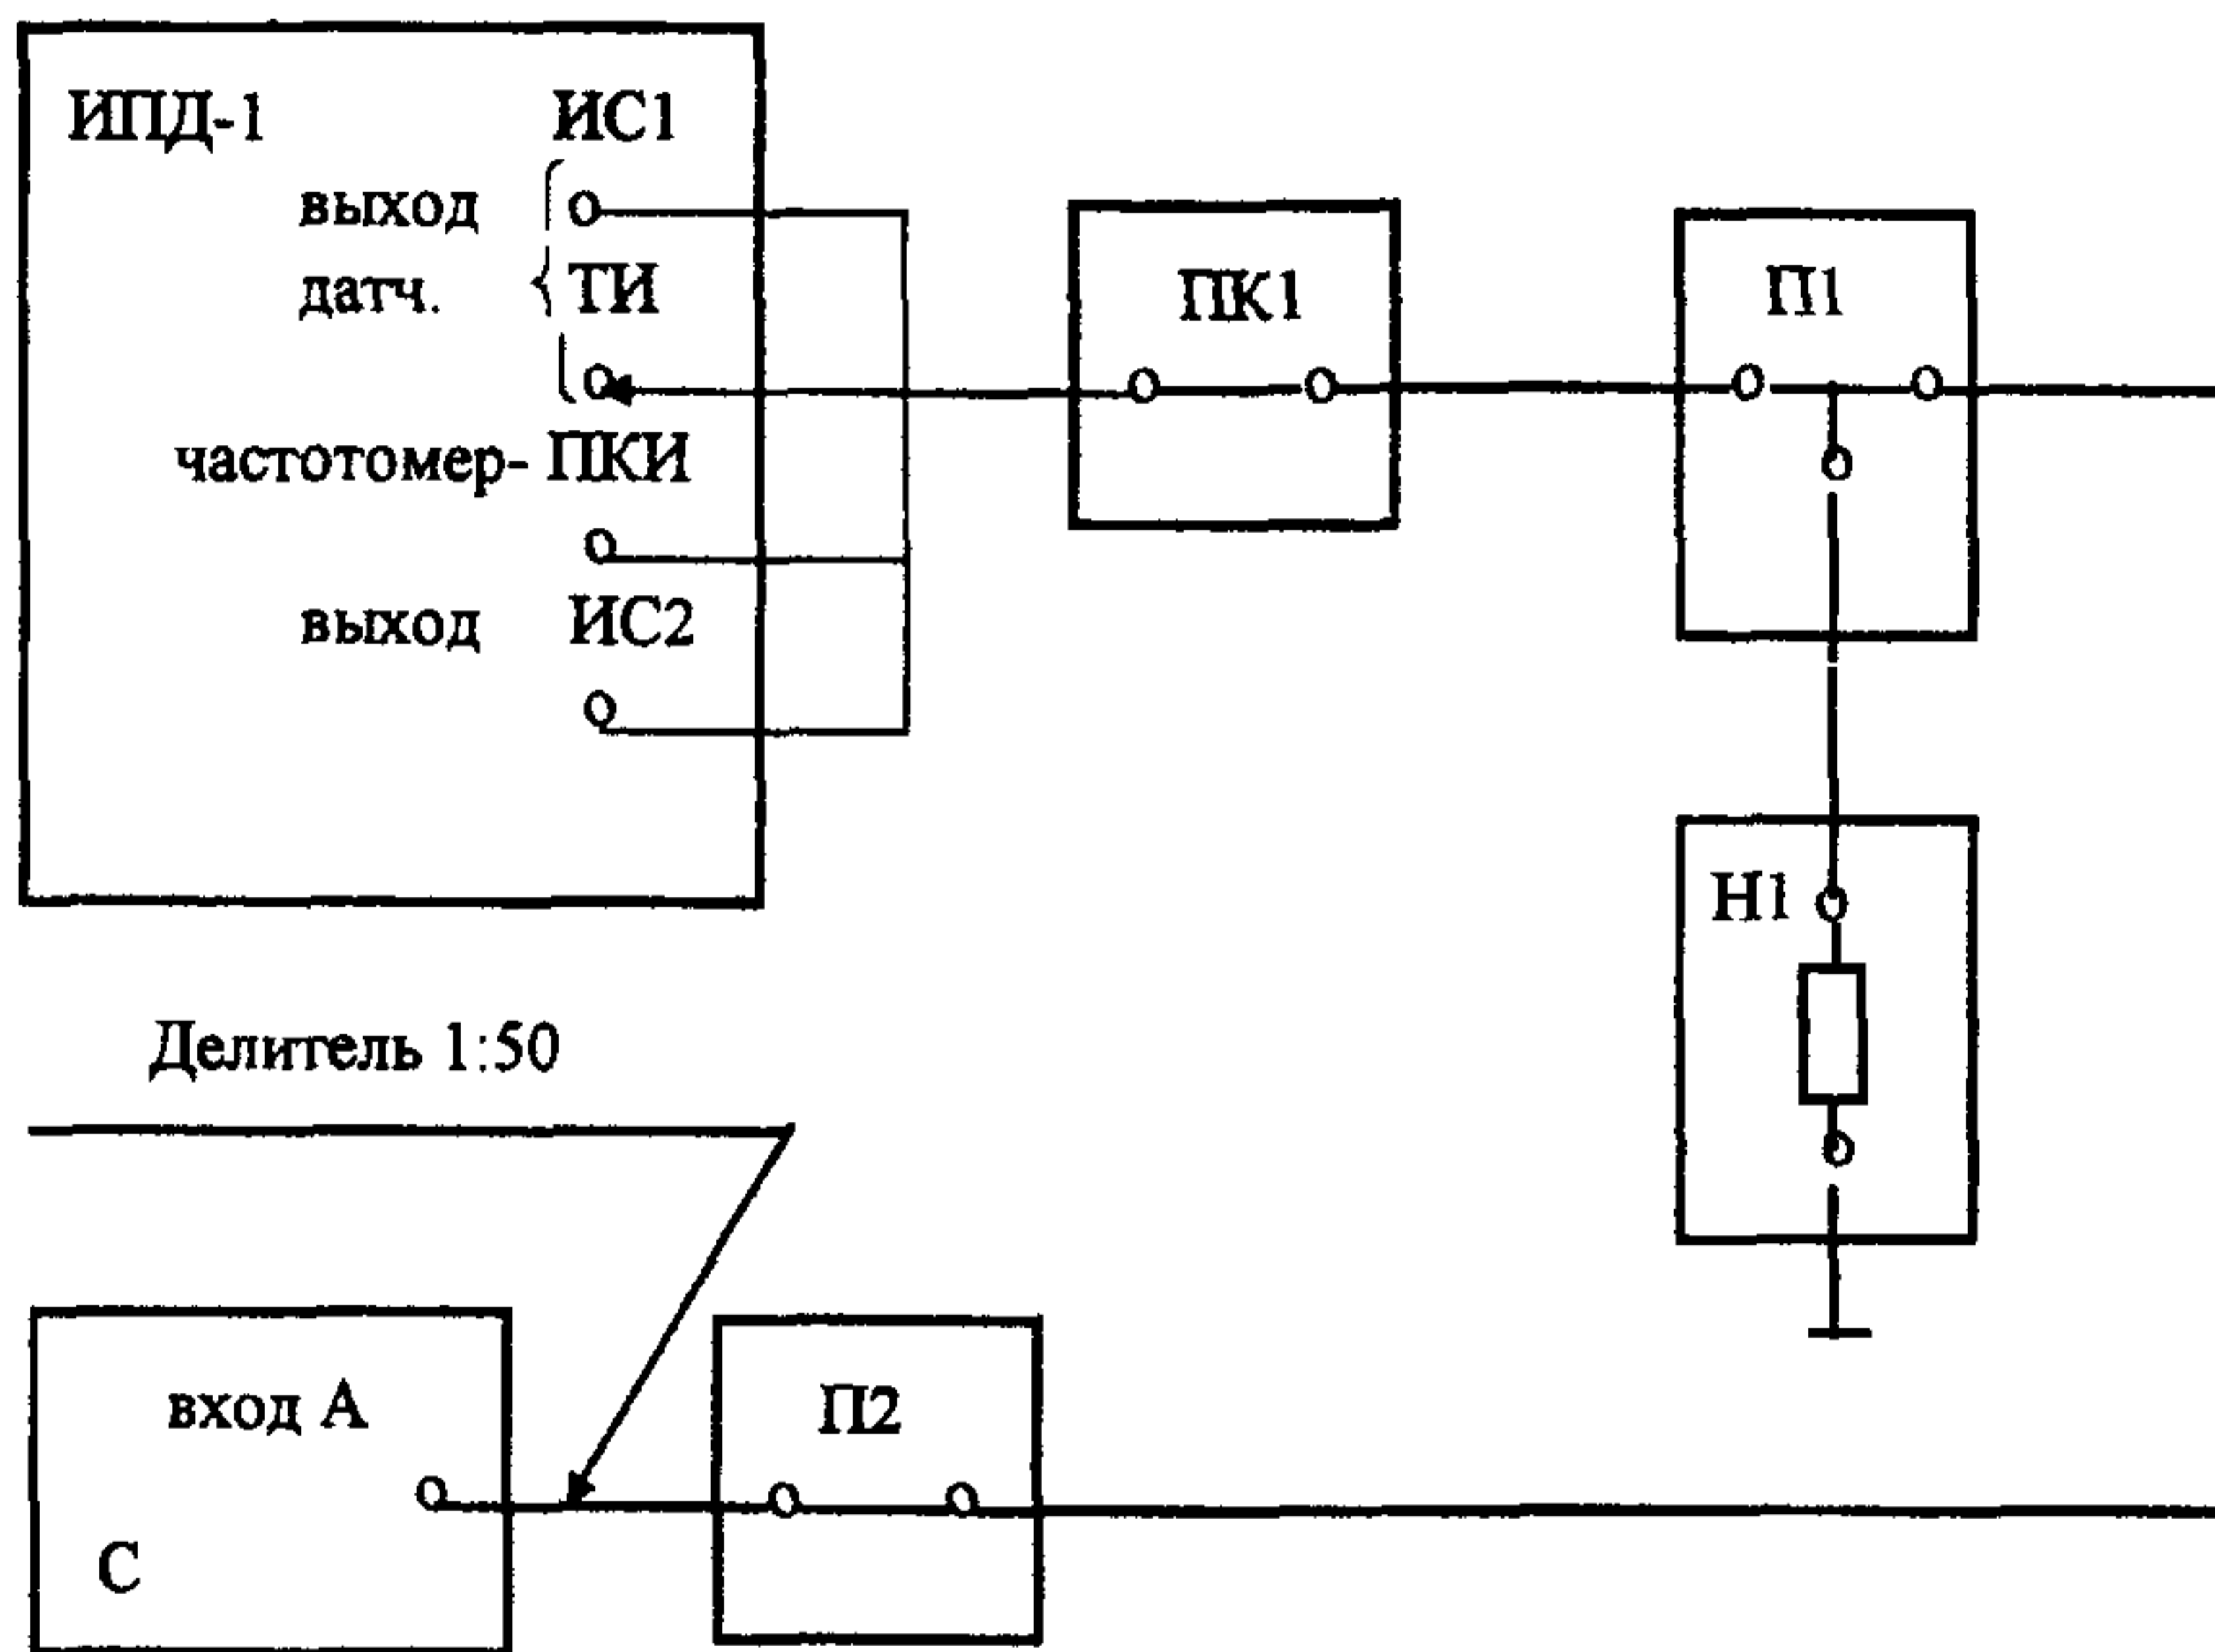 ИПД-1 ИС1
выход
датч. ТИ
ПК1
П1
частотомер- ПКИ
выход ИС2
Н1
Делитель 1:50
вход А
П2
С